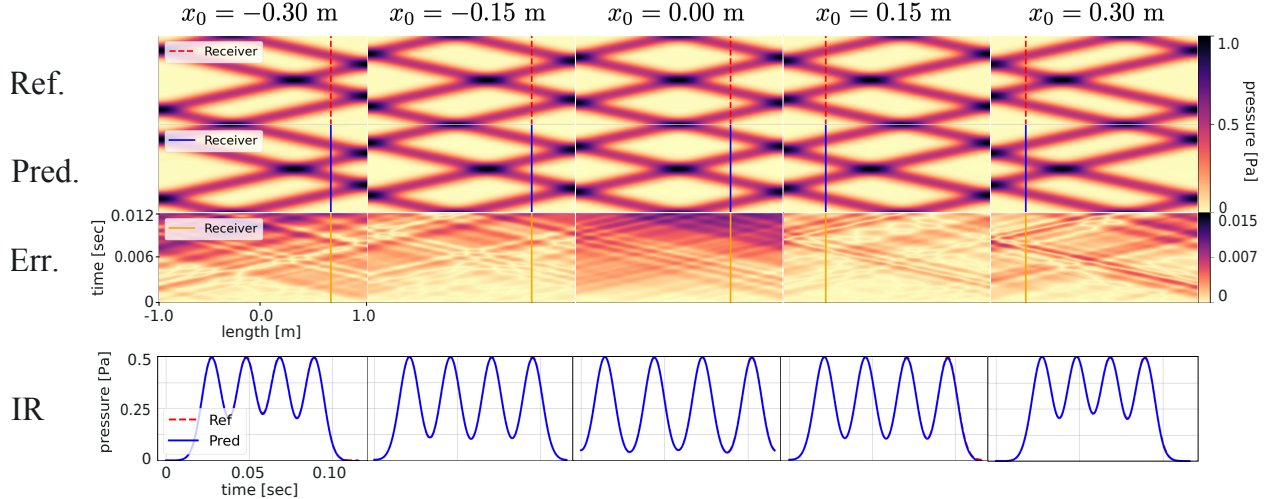 x₀ = −0.30 m x₀ = −0.15 m x₀ = 0.00 m x₀ = 0.15 m x₀ = 0.30 m
Ref.
Receiver
1.0
0.5
0
pressure [Pa]
Pred.
Receiver
Err.
Receiver
0.012
0.006
0
time [sec]
-1.0 0.0 1.0
length [m]
0.015
0.007
0
IR
0.5
0.25
0
pressure [Pa]
Ref
Pred
0 0.05 0.10
time [sec]